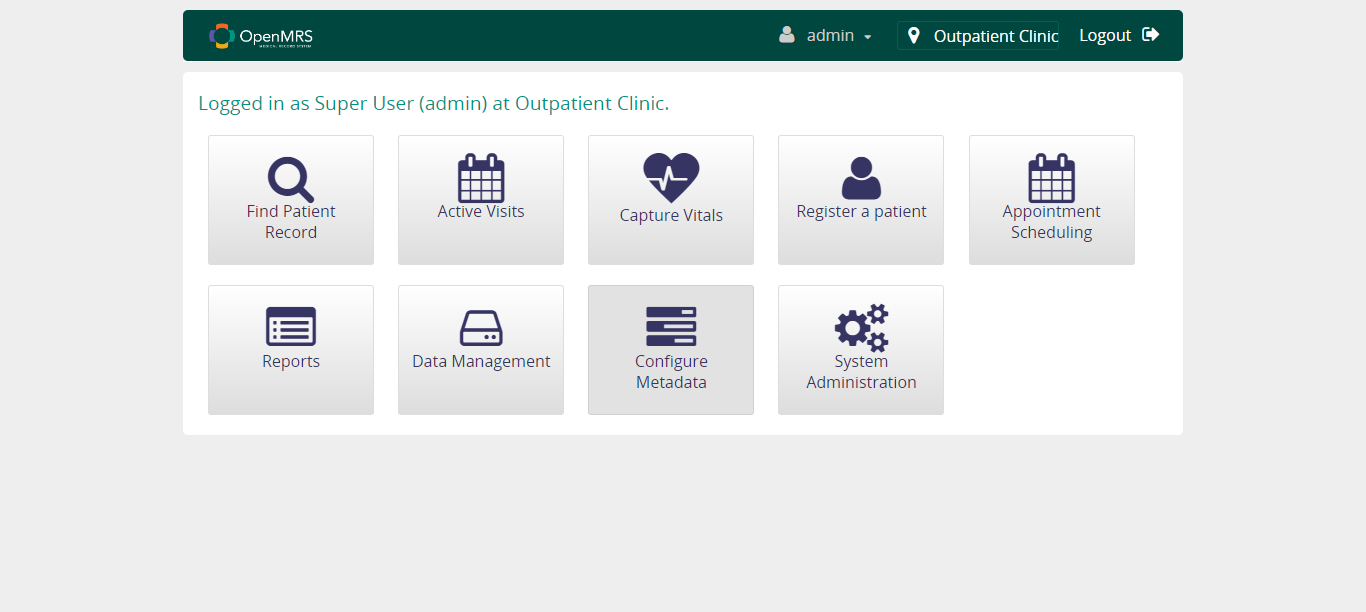 OpenMRS
MEDICAL RECORD SYSTEM
admin
Outpatient Clinic
Logout
Logged in as Super User (admin) at Outpatient Clinic.
Find Patient
Record
Active Visits
Capture Vitals
Register a patient
Appointment
Scheduling
Reports
Data Management
Configure
Metadata
System
Administration